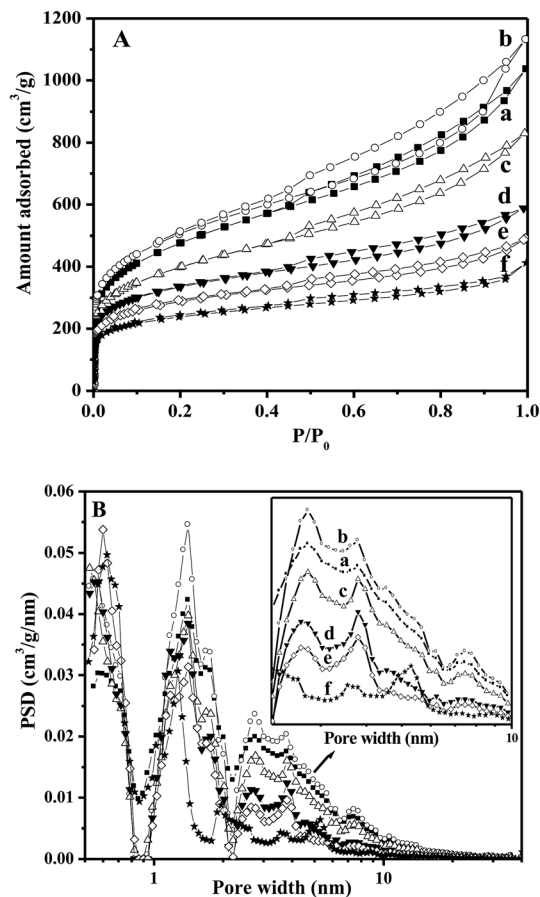 A
b
a
c
d
e
f
1200
1000
800
600
400
200
0
Amount adsorbed (cm³/g)
0.0 0.2 0.4 0.6 0.8 1.0
P/P₀
B
0.06
0.05
0.04
0.03
0.02
0.01
0.00
PSD (cm³/g/nm)
b
a
c
d
e
f
Pore width (nm) 10
1 10
Pore width (nm)